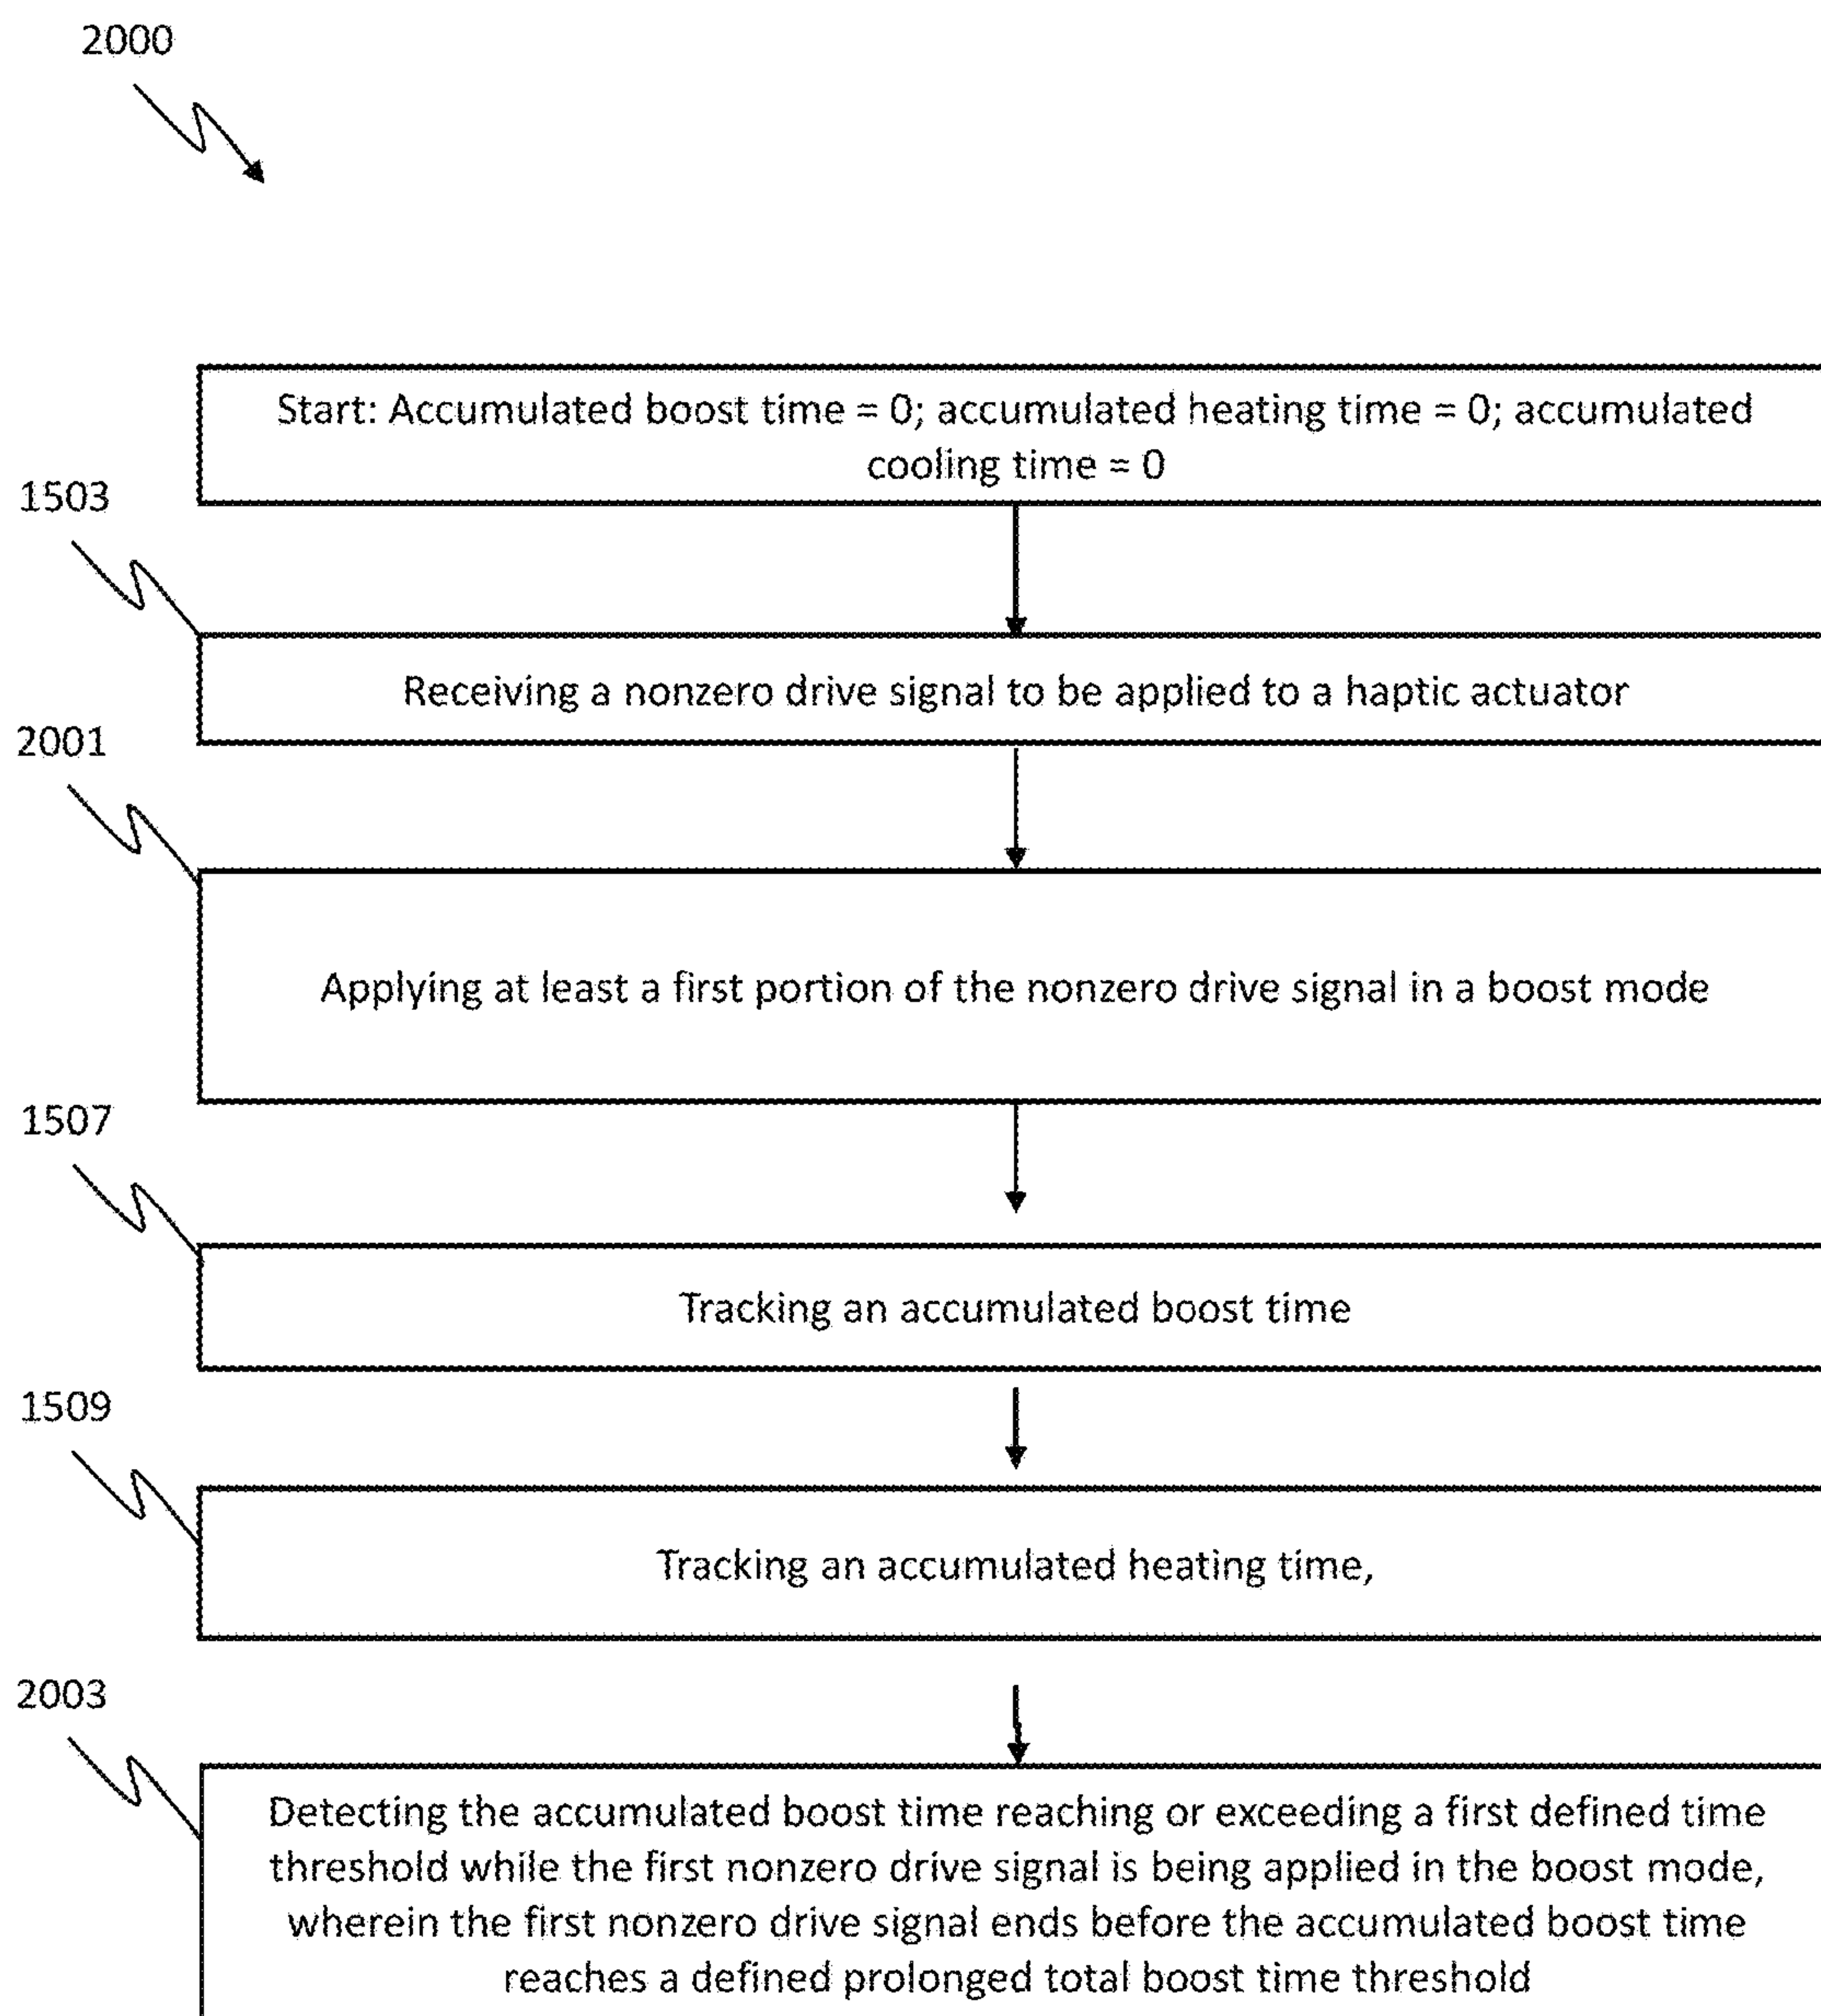 2000
Start: Accumulated boost time = 0; accumulated heating time = 0; accumulated
cooling time = 0
1503
Receiving a nonzero drive signal to be applied to a haptic actuator
2001
Applying at least a first portion of the nonzero drive signal in a boost mode
1507
Tracking an accumulated boost time
1509
Tracking an accumulated heating time,
2003
Detecting the accumulated boost time reaching or exceeding a first defined time
threshold while the first nonzero drive signal is being applied in the boost mode,
wherein the first nonzero drive signal ends before the accumulated boost time
reaches a defined prolonged total boost time threshold